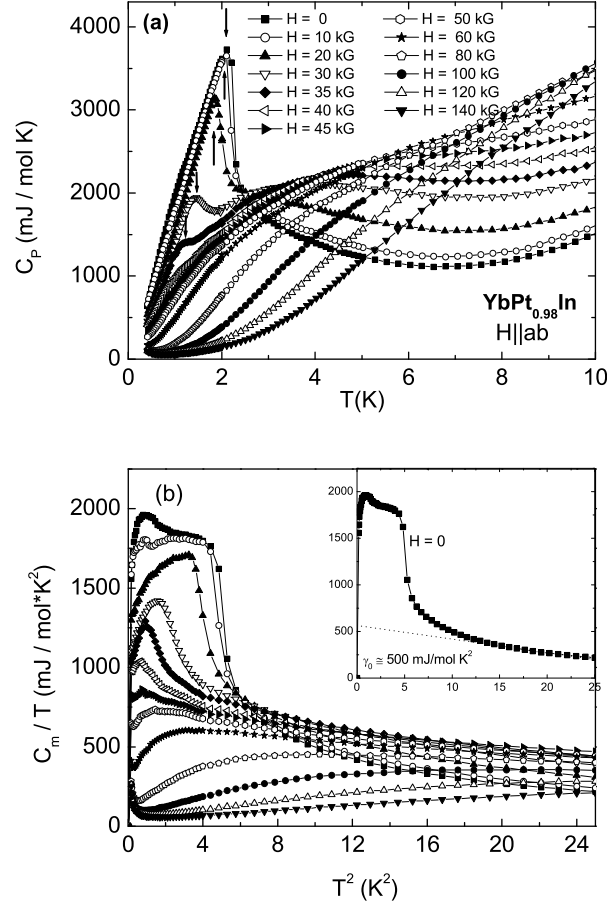 (a)
H = 0
H = 10 kG
H = 20 kG
H = 30 kG
H = 35 kG
H = 40 kG
H = 45 kG
H = 50 kG
H = 60 kG
H = 80 kG
H = 100 kG
H = 120 kG
H = 140 kG
4000
3000
2000
1000
0
C_P (mJ / mol K)
YbPt_0.98In
H||ab
0 2 4 6 8 10
T(K)
(b)
2000
1500
1000
500
0
C_m / T (mJ / mol*K²)
2000
1500
1000
500
0
H = 0
γ₀ ≅ 500 mJ/mol K²
0 5 10 15 20 25
0 4 8 12 16 20 24
T² (K²)